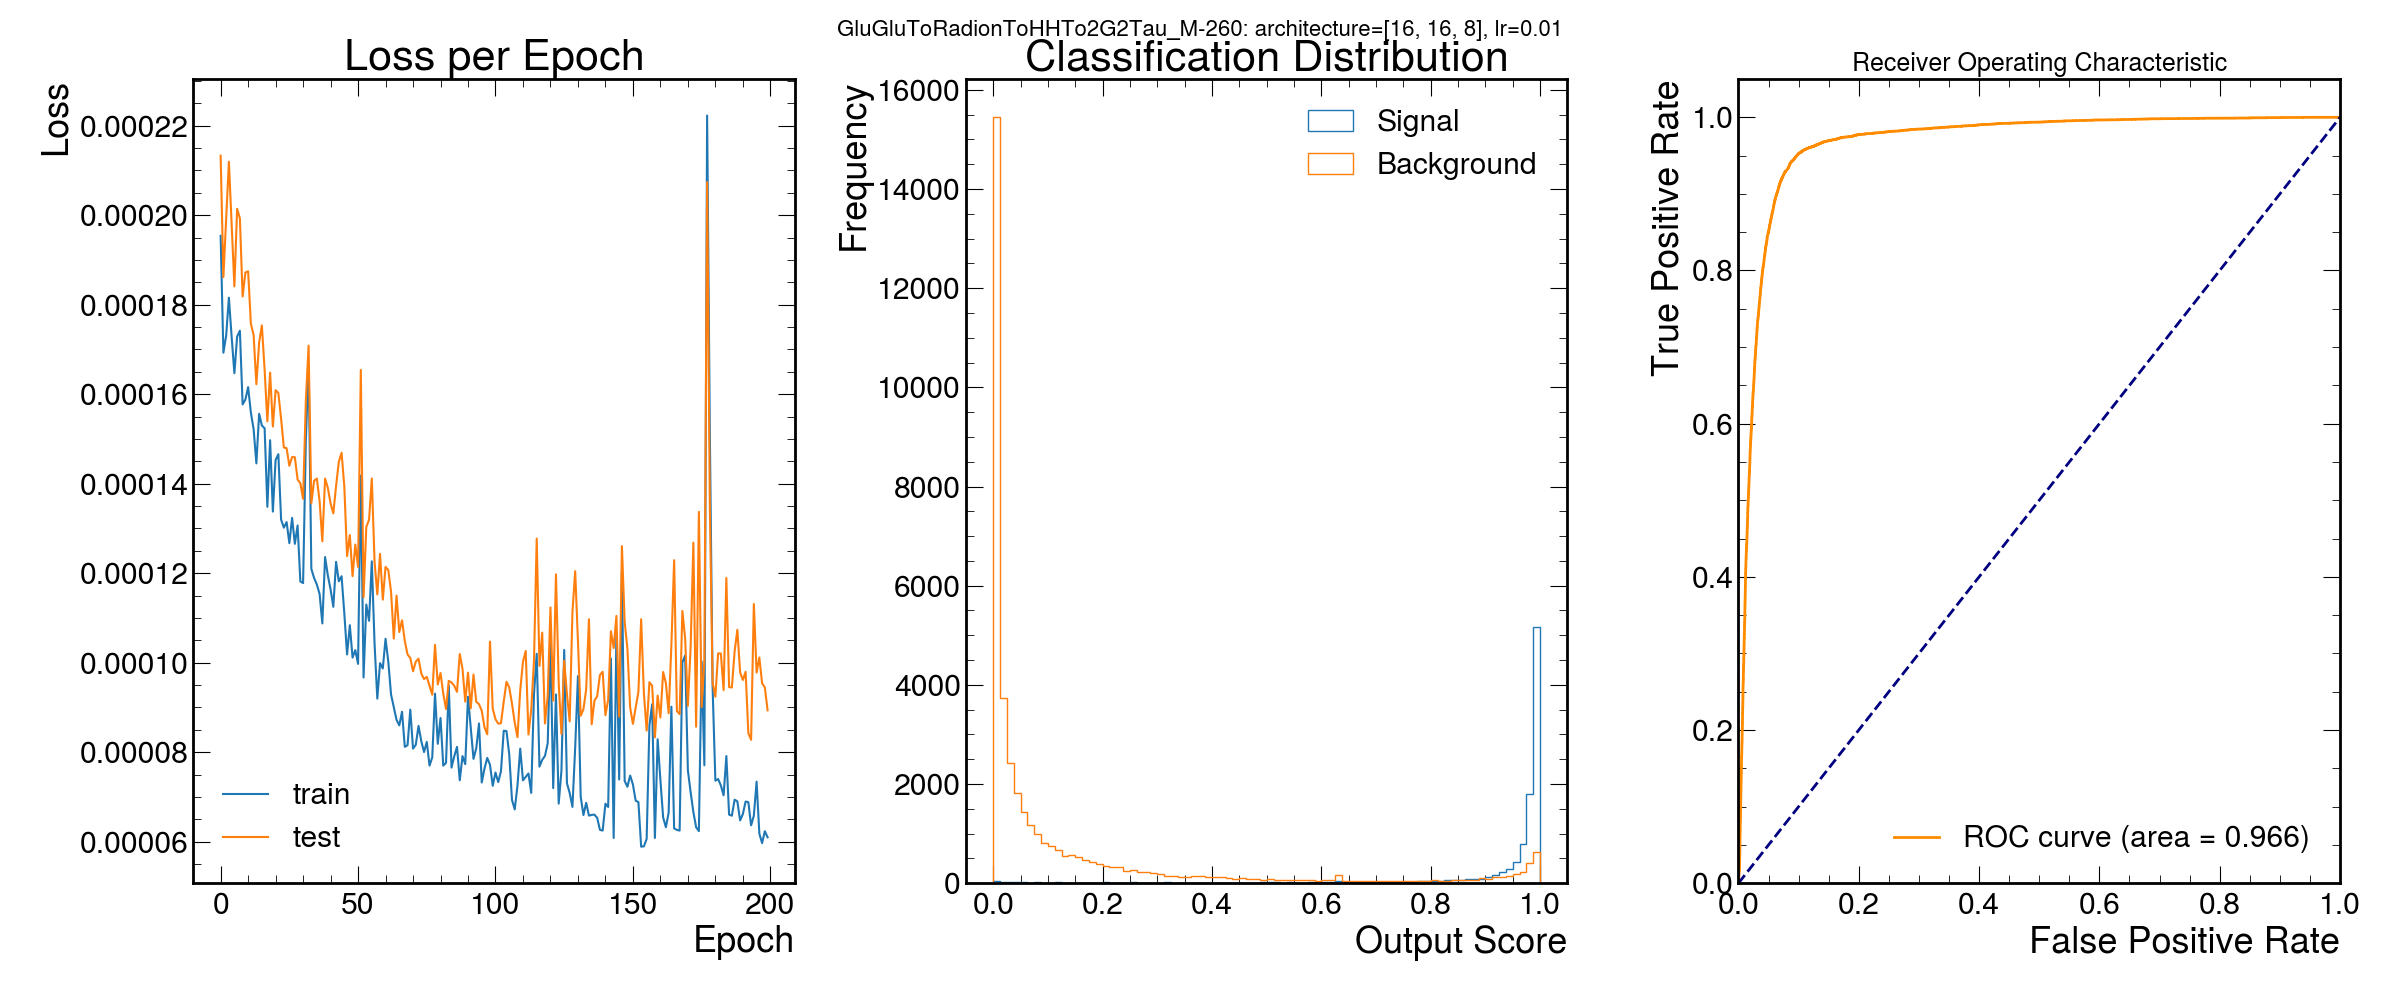 GluGluToRadionToHHTo2G2Tau_M-260: architecture=[16, 16, 8], lr=0.01
Loss per Epoch
Loss
0.00022
0.00020
0.00018
0.00016
0.00014
0.00012
0.00010
0.00008
0.00006
train
test
0 50 100 150 200
Epoch
Classification Distribution
Frequency
16000
14000
12000
10000
8000
6000
4000
2000
0
Signal
Background
0.0 0.2 0.4 0.6 0.8 1.0
Output Score
Receiver Operating Characteristic
True Positive Rate
1.0
0.8
0.6
0.4
0.2
0.0
ROC curve (area = 0.966)
0.0 0.2 0.4 0.6 0.8 1.0
False Positive Rate